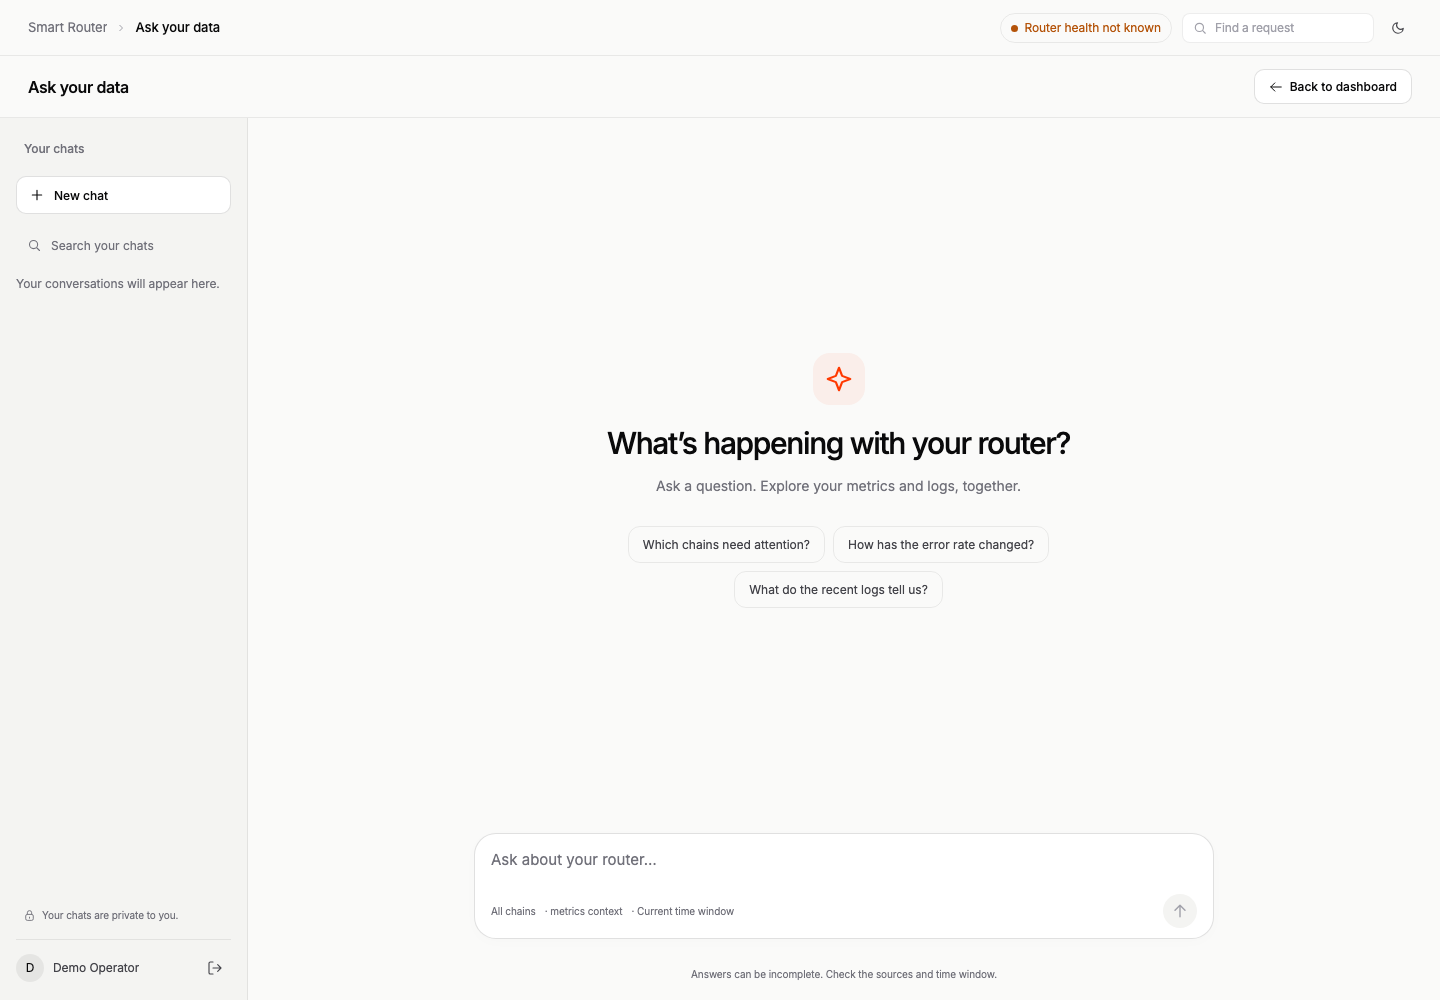 Smart Router > Ask your data
Router health not known
Find a request
Ask your data
Back to dashboard
Your chats
New chat
Search your chats
Your conversations will appear here.
What's happening with your router?
Ask a question. Explore your metrics and logs, together.
Which chains need attention?
How has the error rate changed?
What do the recent logs tell us?
Ask about your router...
All chains · metrics context · Current time window
Answers can be incomplete. Check the sources and time window.
Your chats are private to you.
D Demo Operator